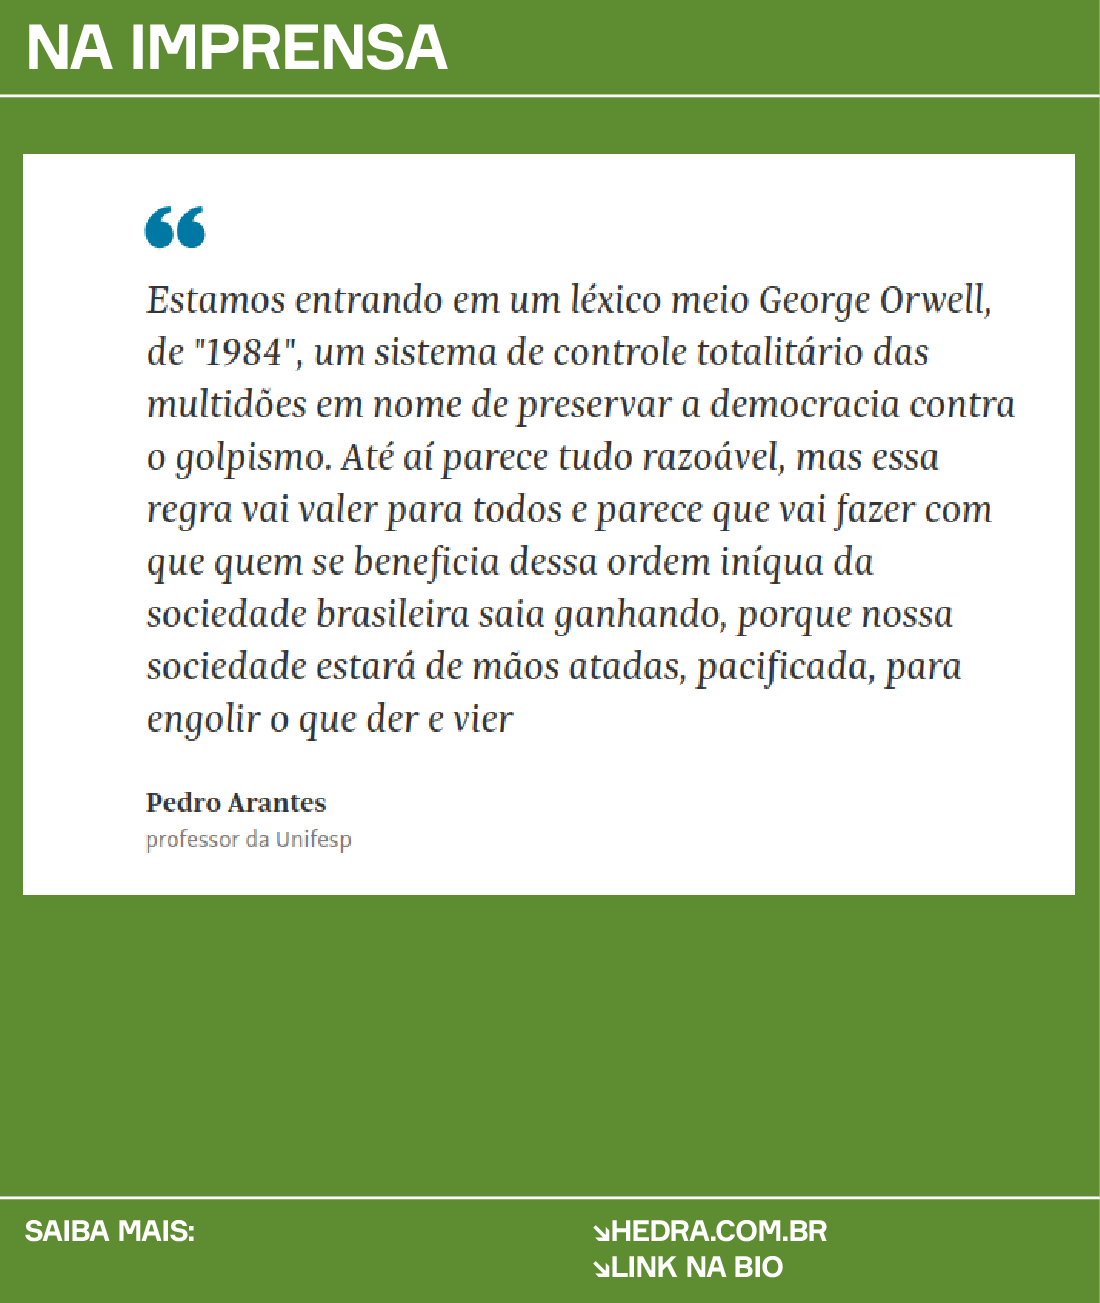 NA IMPRENSA
“
Estamos entrando em um léxico meio George Orwell,
de "1984", um sistema de controle totalitário das
multidões em nome de preservar a democracia contra
o golpismo. Até aí parece tudo razoável, mas essa
regra vai valer para todos e parece que vai fazer com
que quem se beneficia dessa ordem iníqua da
sociedade brasileira saia ganhando, porque nossa
sociedade estará de mãos atadas, pacificada, para
engolir o que der e vier
Pedro Arantes
professor da Unifesp
SAIBA MAIS:
↘HEDRA.COM.BR
↘LINK NA BIO